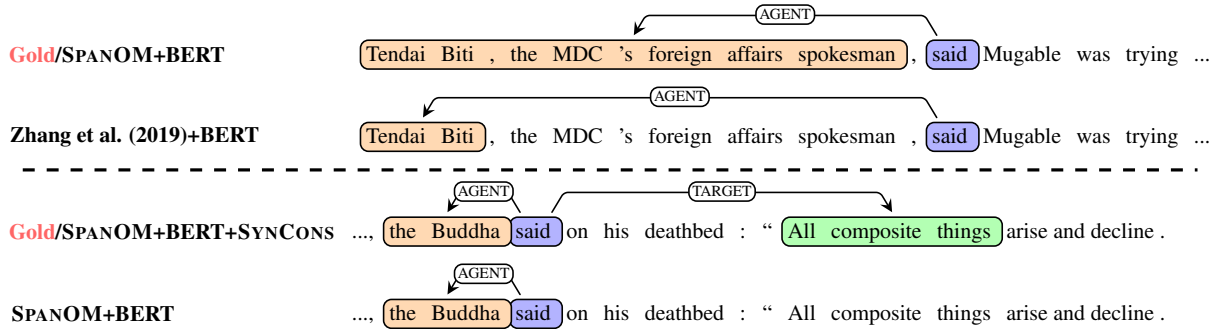 AGENT
Gold/SPANOM+BERT Tendai Biti , the MDC 's foreign affairs spokesman , said Mugable was trying ...
AGENT
Zhang et al. (2019)+BERT Tendai Biti , the MDC 's foreign affairs spokesman , said Mugable was trying ...
AGENT TARGET
Gold/SPANOM+BERT+SYNCONS ..., the Buddha said on his deathbed : “ All composite things arise and decline .
AGENT
SPANOM+BERT ..., the Buddha said on his deathbed : “ All composite things arise and decline .